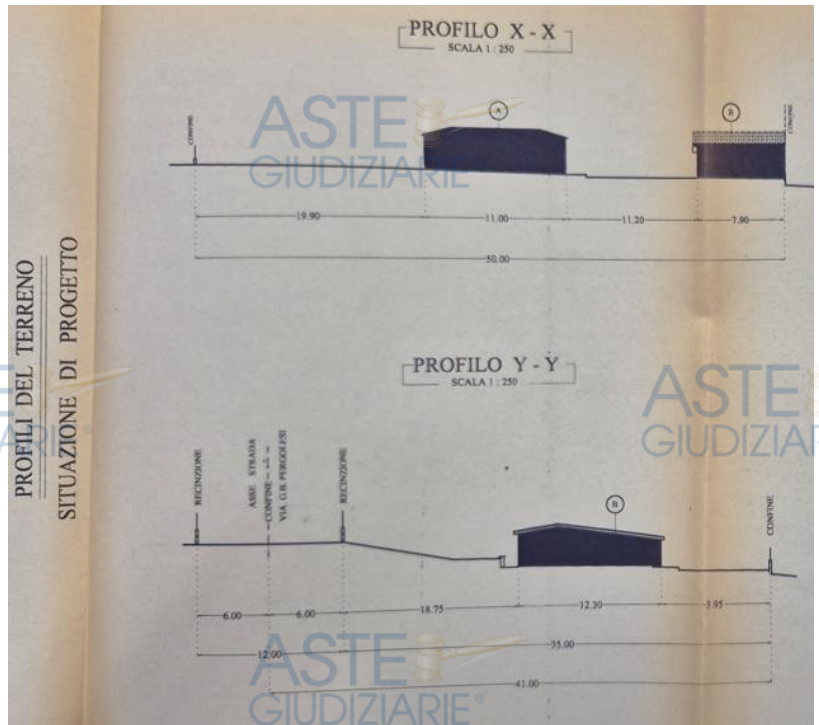 PROFILI DEL TERRENO
SITUAZIONE DI PROGETTO
PROFILO X - X
SCALA 1 : 250
CONFINE
A
B
CONFINE
19.90
11.00
11.20
7.90
50.00
PROFILO Y - Y
SCALA 1 : 250
RECINZIONE
ASSE STRADA
CONFINE
VIA G.B. PERGOLESI
RECINZIONE
B
CONFINE
6.00
6.00
18.75
12.30
3.95
12.00
35.00
41.00
ASTE
GIUDIZIARIE
ASTE
GIUDIZIAR
ASTE
GIUDIZIARIE®